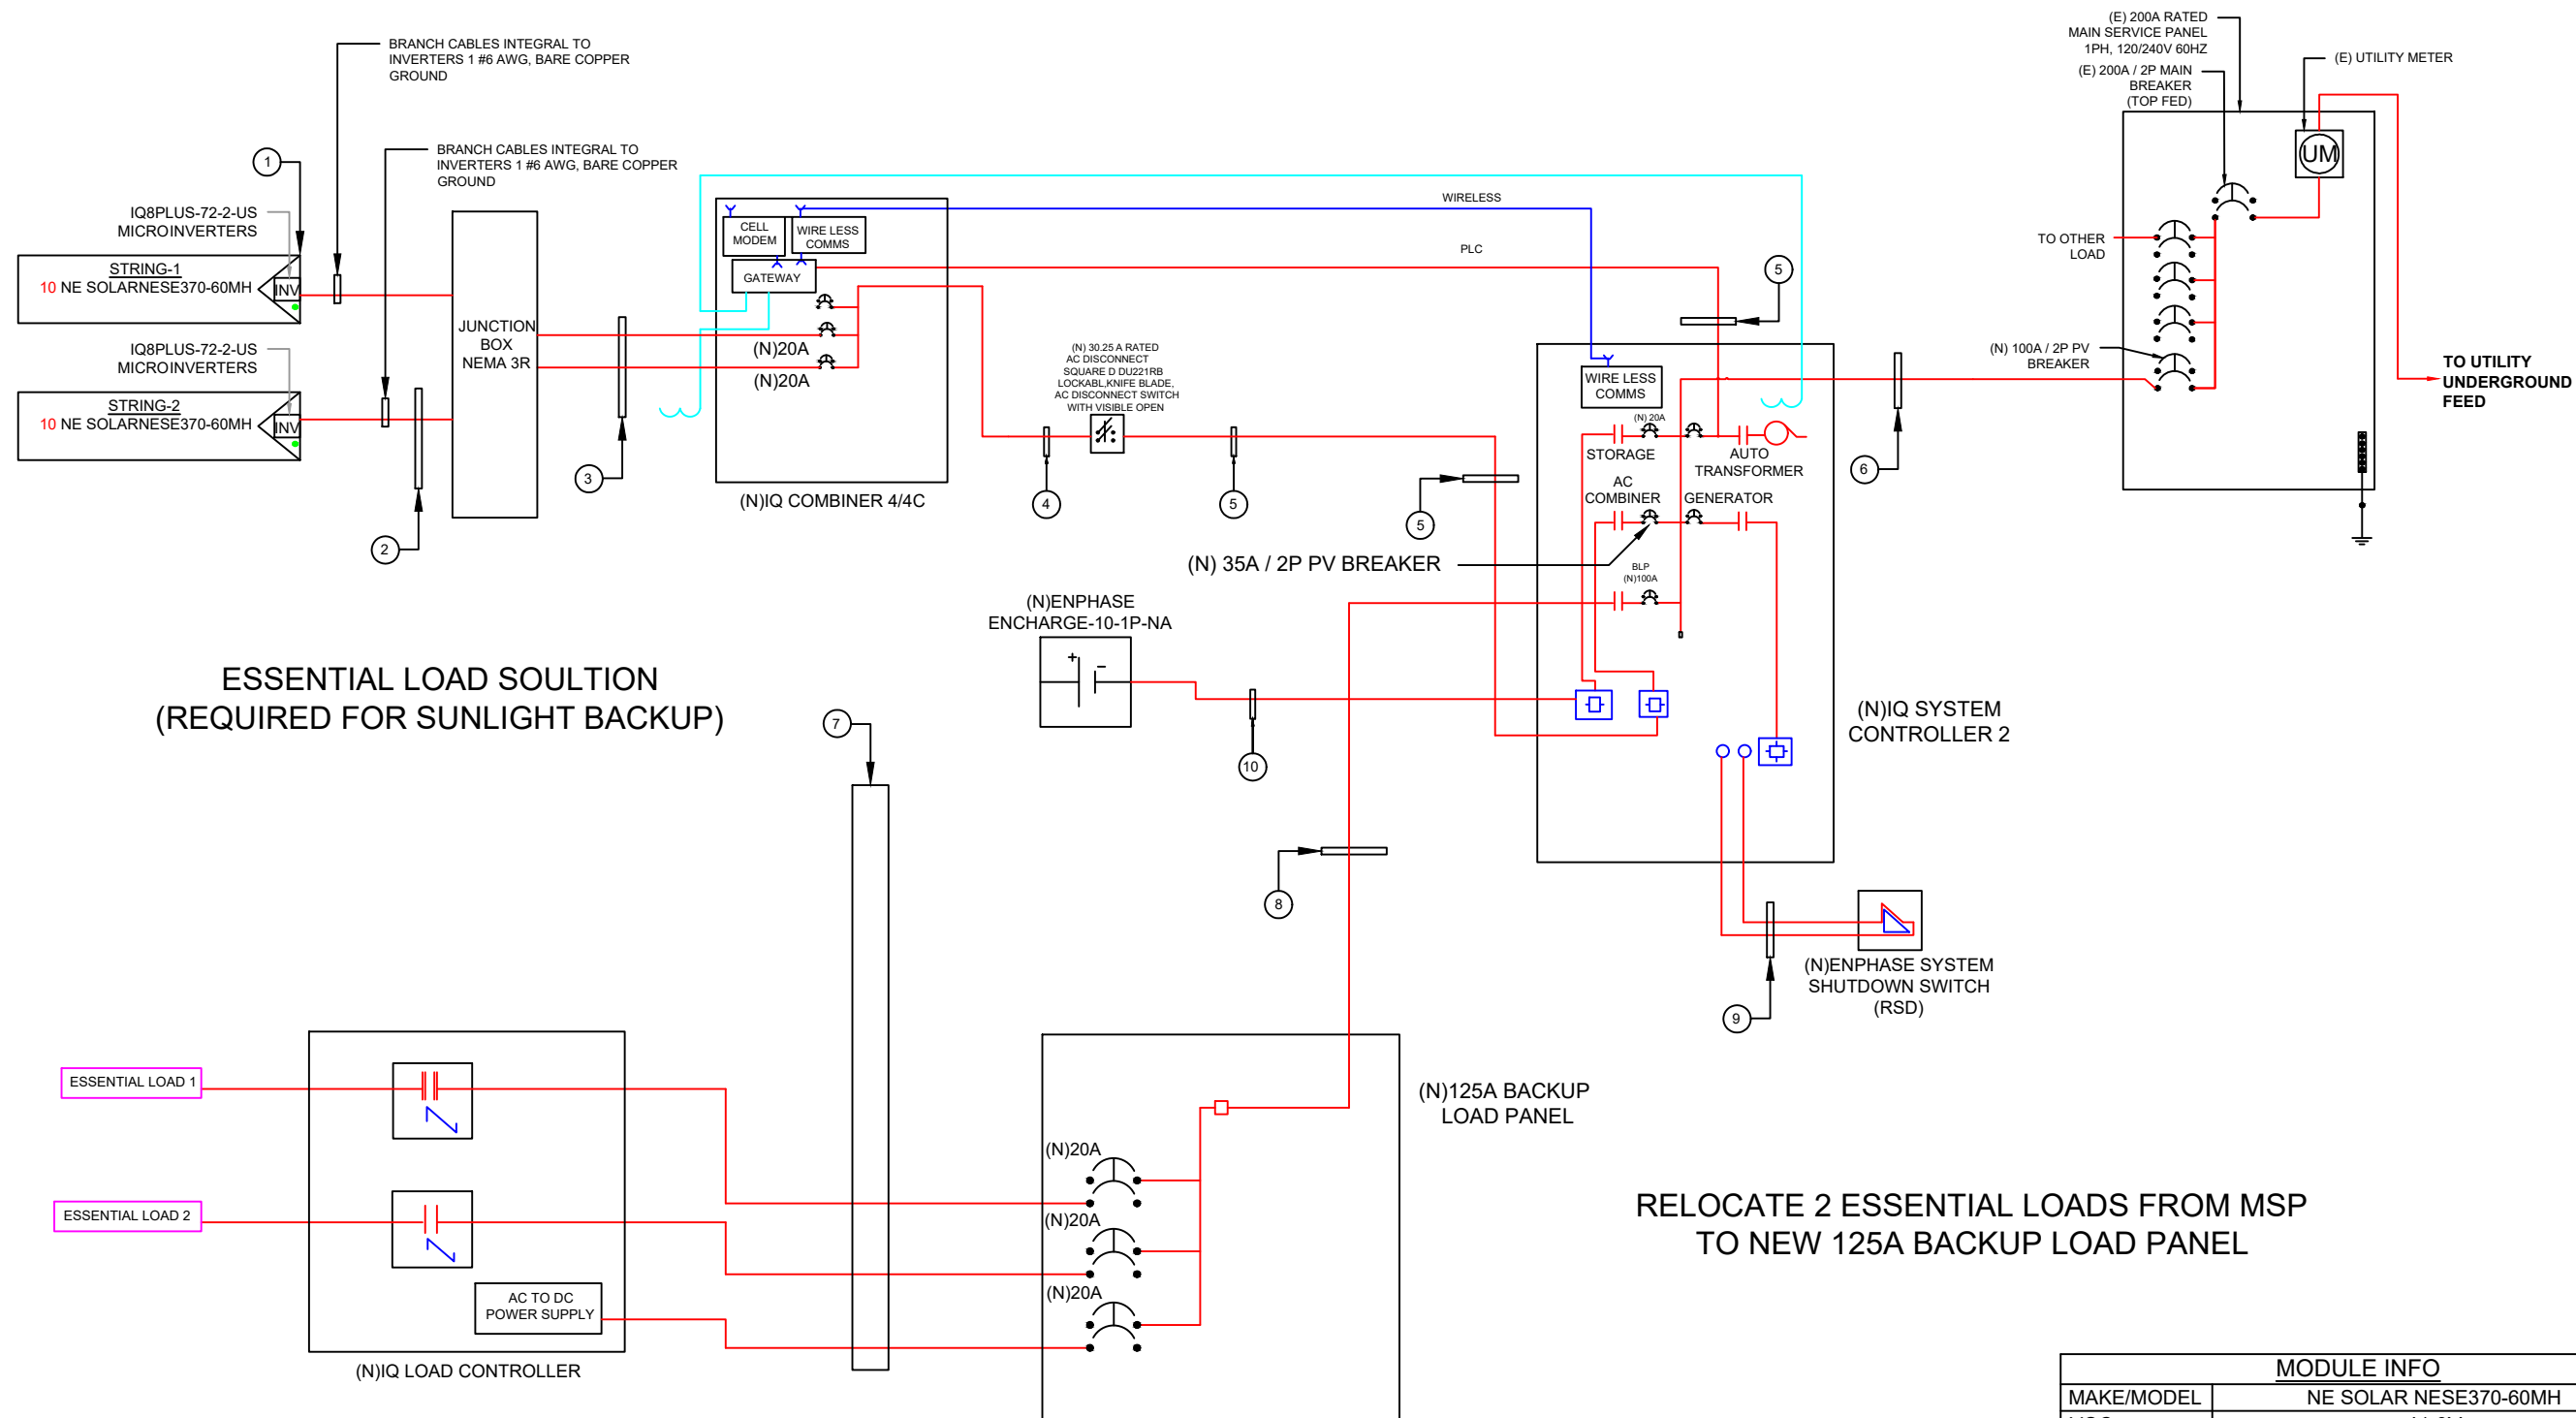 BRANCH CABLES INTEGRAL TO
INVERTERS 1 #6 AWG, BARE COPPER
GROUND
BRANCH CABLES INTEGRAL TO
INVERTERS 1 #6 AWG, BARE COPPER
GROUND
1
IQ8PLUS-72-2-US
MICROINVERTERS
STRING-1
10 NE SOLARNESE370-60MH
INV
IQ8PLUS-72-2-US
MICROINVERTERS
STRING-2
10 NE SOLARNESE370-60MH
INV
2
JUNCTION
BOX
NEMA 3R
3
CELL
MODEM
WIRE LESS
COMMS
GATEWAY
(N)20A
(N)20A
(N)IQ COMBINER 4/4C
WIRELESS
PLC
(N) 30.25 A RATED
AC DISCONNECT
SQUARE D DU221RB
LOCKABL,KNIFE BLADE,
AC DISCONNECT SWITCH
WITH VISIBLE OPEN
4
5
5
5
WIRE LESS
COMMS
(N) 20A
STORAGE
AUTO
TRANSFORMER
AC
COMBINER
GENERATOR
(N) 35A / 2P PV BREAKER
BLP
(N)100A
(N)IQ SYSTEM
CONTROLLER 2
6
(E) 200A RATED
MAIN SERVICE PANEL
1PH, 120/240V 60HZ
(E) 200A / 2P MAIN
BREAKER
(TOP FED)
(E) UTILITY METER
UM
TO OTHER
LOAD
(N) 100A / 2P PV
BREAKER
TO UTILITY
UNDERGROUND
FEED
(N)ENPHASE
ENCHARGE-10-1P-NA
+
−
10
ESSENTIAL LOAD SOULTION
(REQUIRED FOR SUNLIGHT BACKUP)
7
8
9
(N)ENPHASE SYSTEM
SHUTDOWN SWITCH
(RSD)
ESSENTIAL LOAD 1
ESSENTIAL LOAD 2
AC TO DC
POWER SUPPLY
(N)IQ LOAD CONTROLLER
(N)20A
(N)20A
(N)20A
(N)125A BACKUP
LOAD PANEL
RELOCATE 2 ESSENTIAL LOADS FROM MSP
TO NEW 125A BACKUP LOAD PANEL
MODULE INFO
MAKE/MODEL
NE SOLAR NESE370-60MH